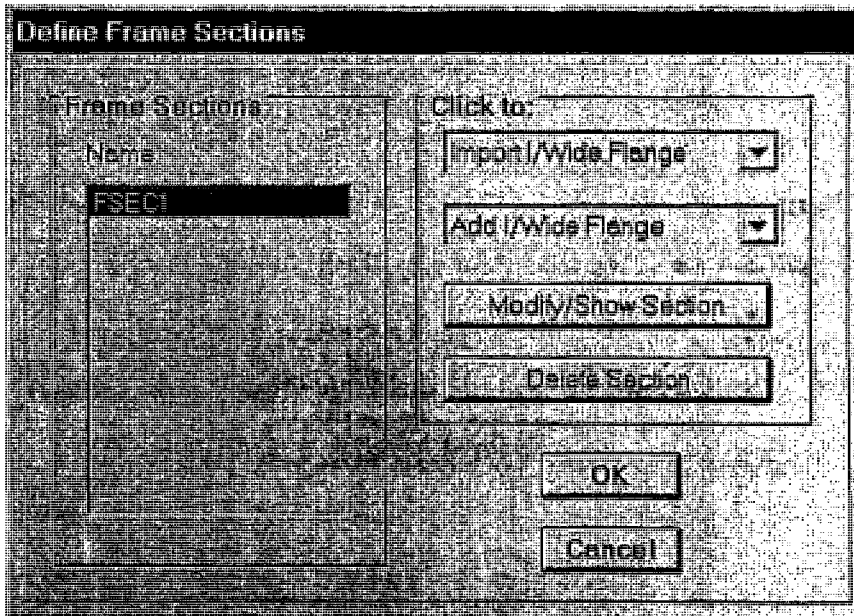 Define Frame Sections
Frame Sections
Name
FSEC1
Click to:
Import I/Wide Flange
Add I/Wide Flange
Modify/Show Section
Delete Section
OK
Cancel